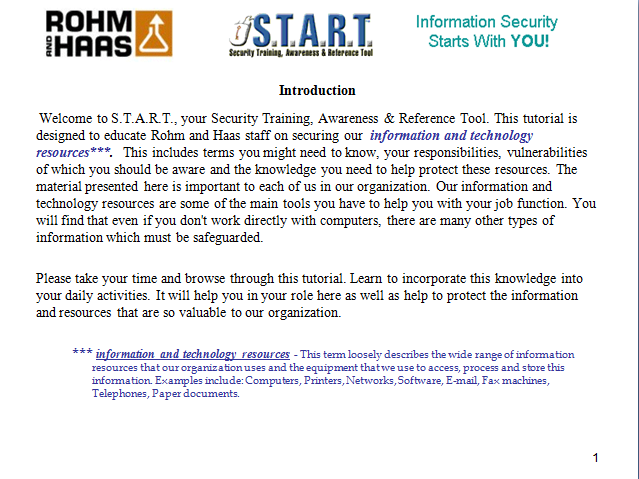 ROHM
AND HAAS
S.T.A.R.T.
Security Training, Awareness & Reference Tool
Information Security
Starts With YOU!
Introduction
Welcome to S.T.A.R.T., your Security Training, Awareness & Reference Tool. This tutorial is
designed to educate Rohm and Haas staff on securing our information and technology
resources***. This includes terms you might need to know, your responsibilities, vulnerabilities
of which you should be aware and the knowledge you need to help protect these resources. The
material presented here is important to each of us in our organization. Our information and
technology resources are some of the main tools you have to help you with your job function. You
will find that even if you don't work directly with computers, there are many other types of
information which must be safeguarded.
Please take your time and browse through this tutorial. Learn to incorporate this knowledge into
your daily activities. It will help you in your role here as well as help to protect the information
and resources that are so valuable to our organization.
*** information and technology resources - This term loosely describes the wide range of information
resources that our organization uses and the equipment that we use to access, process and store this
information. Examples include: Computers, Printers, Networks, Software, E-mail, Fax machines,
Telephones, Paper documents.
1